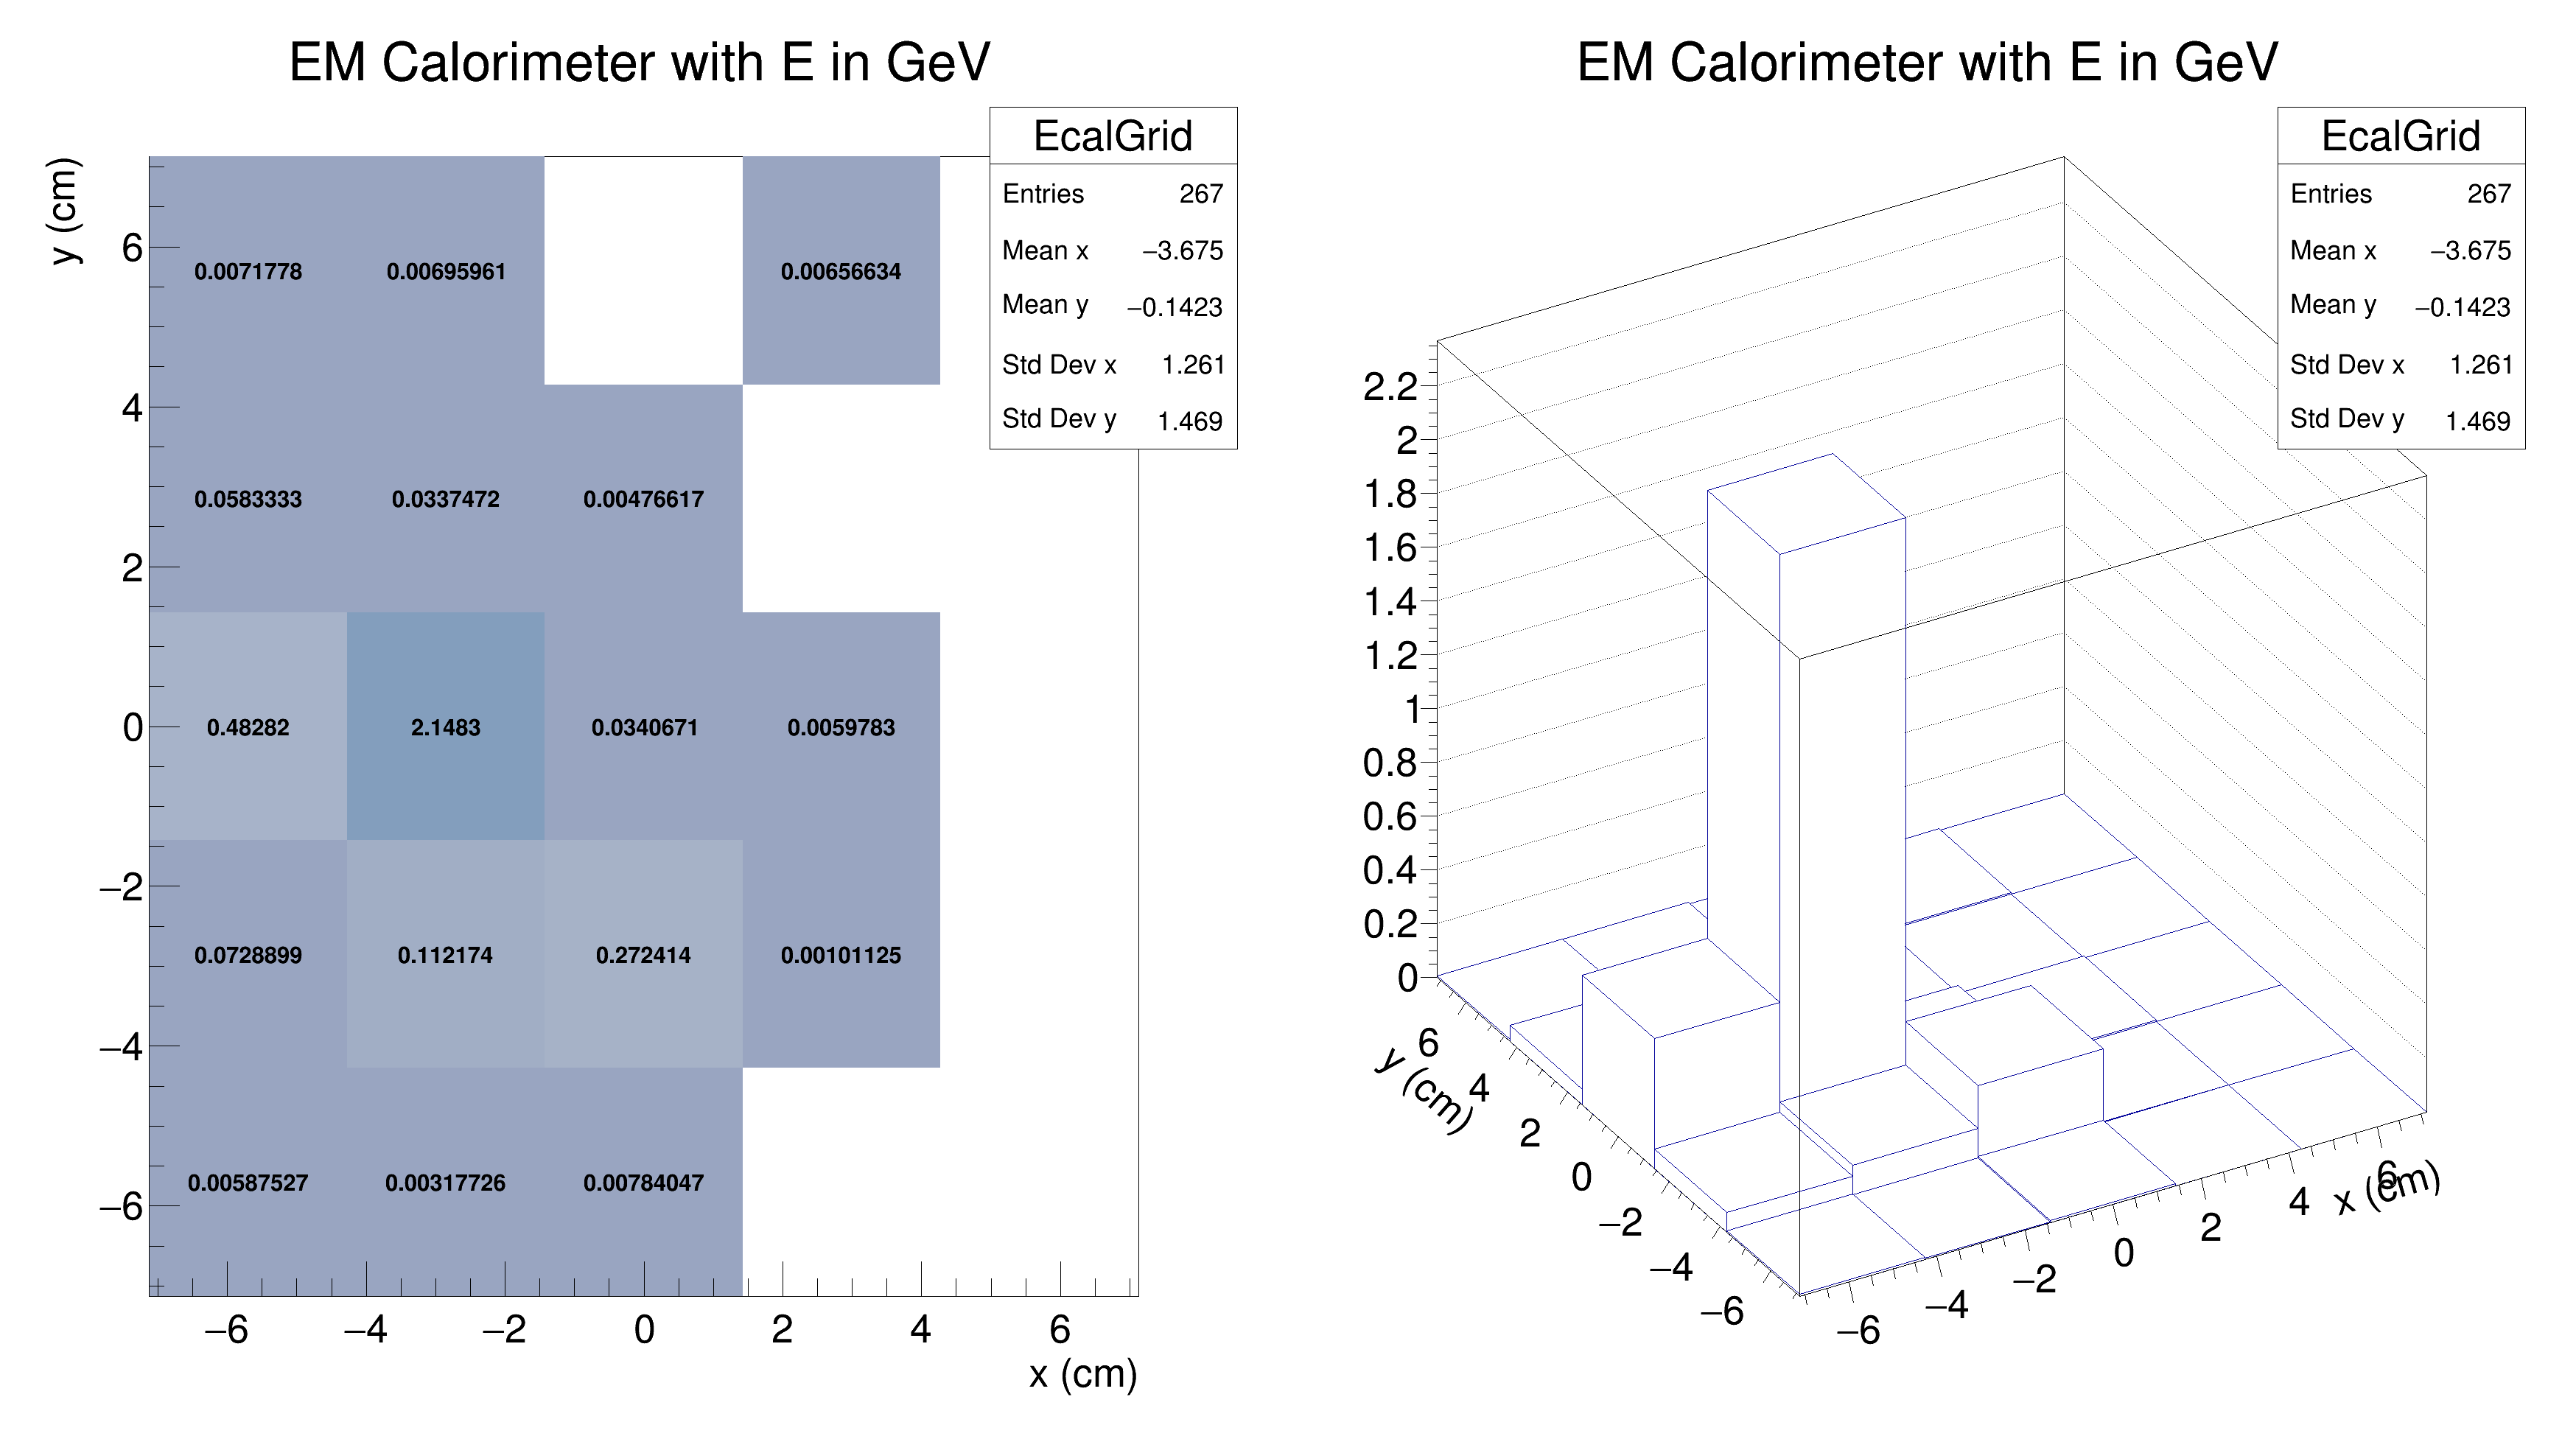 EM Calorimeter with E in GeV
EcalGrid
Entries 267
Mean x −3.675
Mean y −0.1423
Std Dev x 1.261
Std Dev y 1.469
y (cm)
6
4
2
0
−2
−4
−6
0.0071778 0.00695961 0.00656634
0.0583333 0.0337472 0.00476617
0.48282 2.1483 0.0340671 0.0059783
0.0728899 0.112174 0.272414 0.00101125
0.00587527 0.00317726 0.00784047
−6 −4 −2 0 2 4 6
x (cm)
EM Calorimeter with E in GeV
EcalGrid
Entries 267
Mean x −3.675
Mean y −0.1423
Std Dev x 1.261
Std Dev y 1.469
2.2
2
1.8
1.6
1.4
1.2
1
0.8
0.6
0.4
0.2
0
y (cm)
6
4
2
0
−2
−4
−6
−6 −4 −2 0 2 4 6
x (cm)